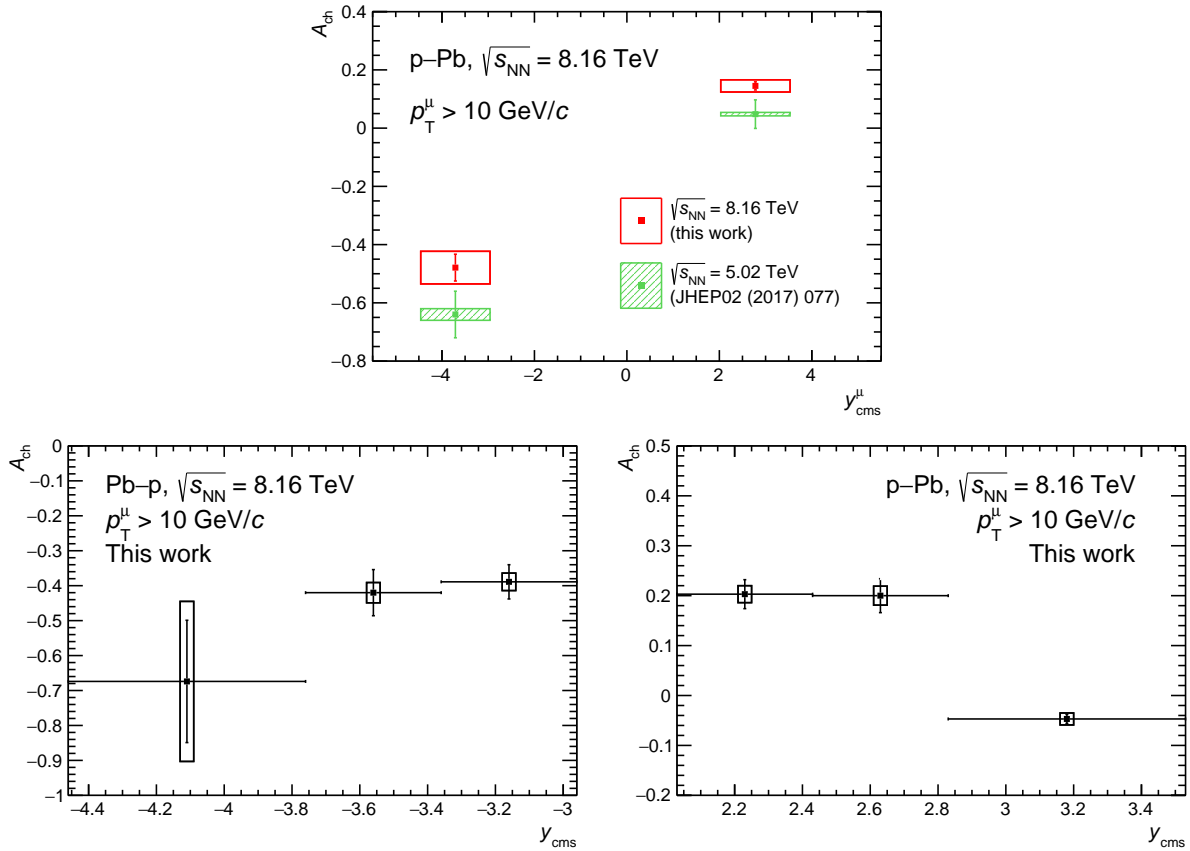 A_ch
0.4
0.2
0
−0.2
−0.4
−0.6
−0.8
p–Pb, √s_NN = 8.16 TeV
p_T^μ > 10 GeV/c
√s_NN = 8.16 TeV
(this work)
√s_NN = 5.02 TeV
(JHEP02 (2017) 077)
−4 −2 0 2 4
y_cms^μ
A_ch
0
−0.1
−0.2
−0.3
−0.4
−0.5
−0.6
−0.7
−0.8
−0.9
−1
Pb–p, √s_NN = 8.16 TeV
p_T^μ > 10 GeV/c
This work
−4.4 −4.2 −4 −3.8 −3.6 −3.4 −3.2 −3
y_cms
A_ch
0.5
0.4
0.3
0.2
0.1
0
−0.1
−0.2
p–Pb, √s_NN = 8.16 TeV
p_T^μ > 10 GeV/c
This work
2.2 2.4 2.6 2.8 3 3.2 3.4
y_cms